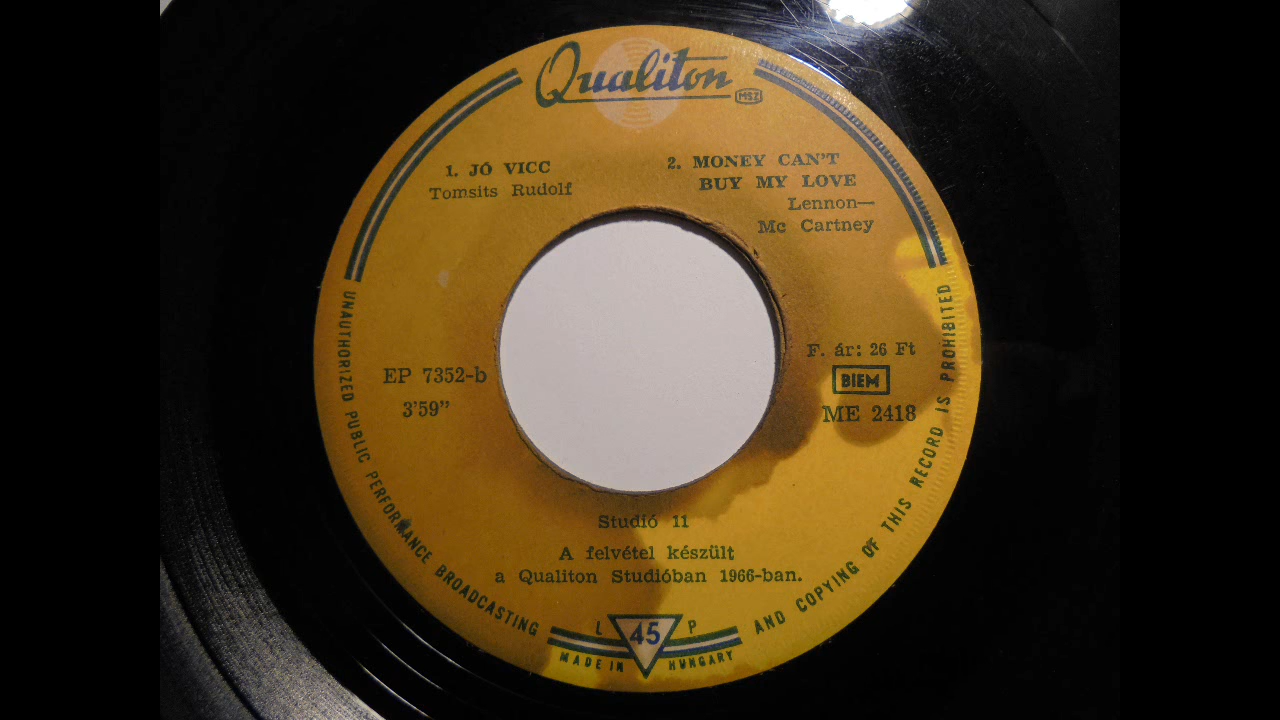 Qualiton
MSZ
1. JÓ VICC
Tomsits Rudolf
2. MONEY CAN'T
BUY MY LOVE
Lennon—
Mc Cartney
EP 7352-b
3'59"
F. ár: 26 Ft
BIEM
ME 2418
Studió 11
A felvétel készült
a Qualiton Studióban 1966-ban.
UNAUTHORIZED PUBLIC PERFORMANCE BROADCASTING AND COPYING OF THIS RECORD IS PROHIBITED
L 45 P
MADE IN HUNGARY